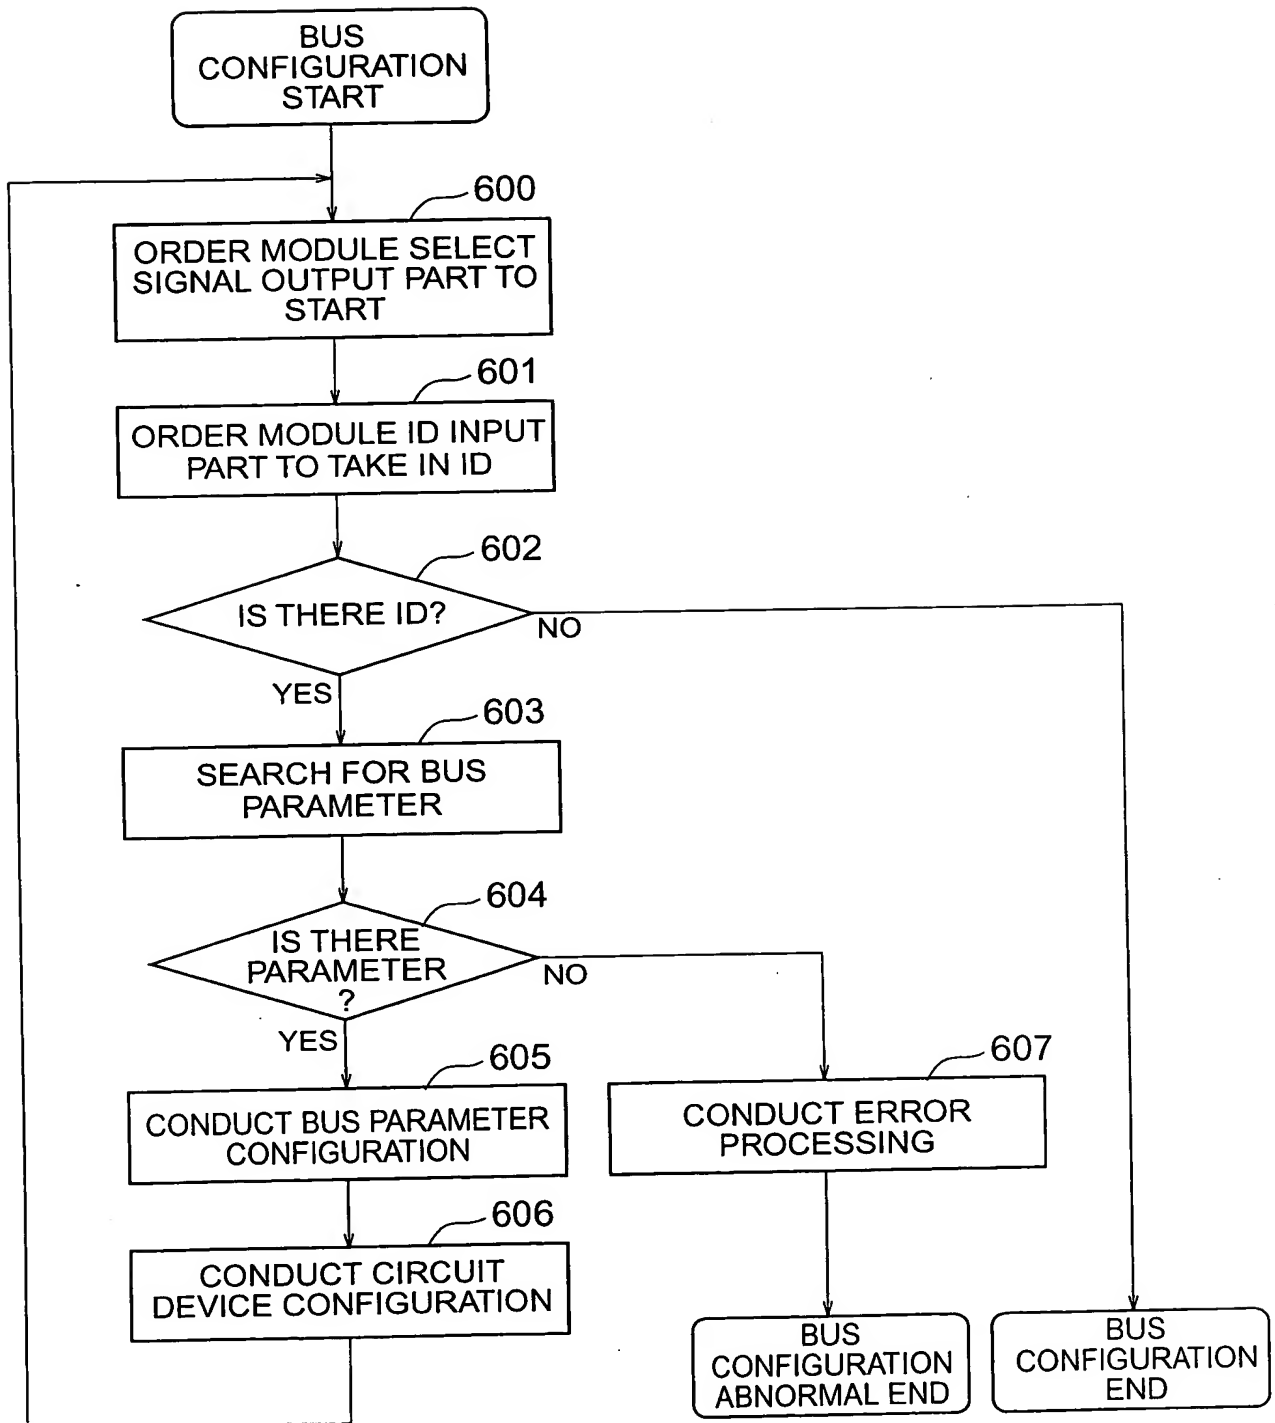 BUS
CONFIGURATION
START
600
ORDER MODULE SELECT
SIGNAL OUTPUT PART TO
START
601
ORDER MODULE ID INPUT
PART TO TAKE IN ID
602
IS THERE ID?
NO
YES
603
SEARCH FOR BUS
PARAMETER
604
IS THERE
PARAMETER
?
NO
YES
605
CONDUCT BUS PARAMETER
CONFIGURATION
607
CONDUCT ERROR
PROCESSING
606
CONDUCT CIRCUIT
DEVICE CONFIGURATION
BUS
CONFIGURATION
ABNORMAL END
BUS
CONFIGURATION
END